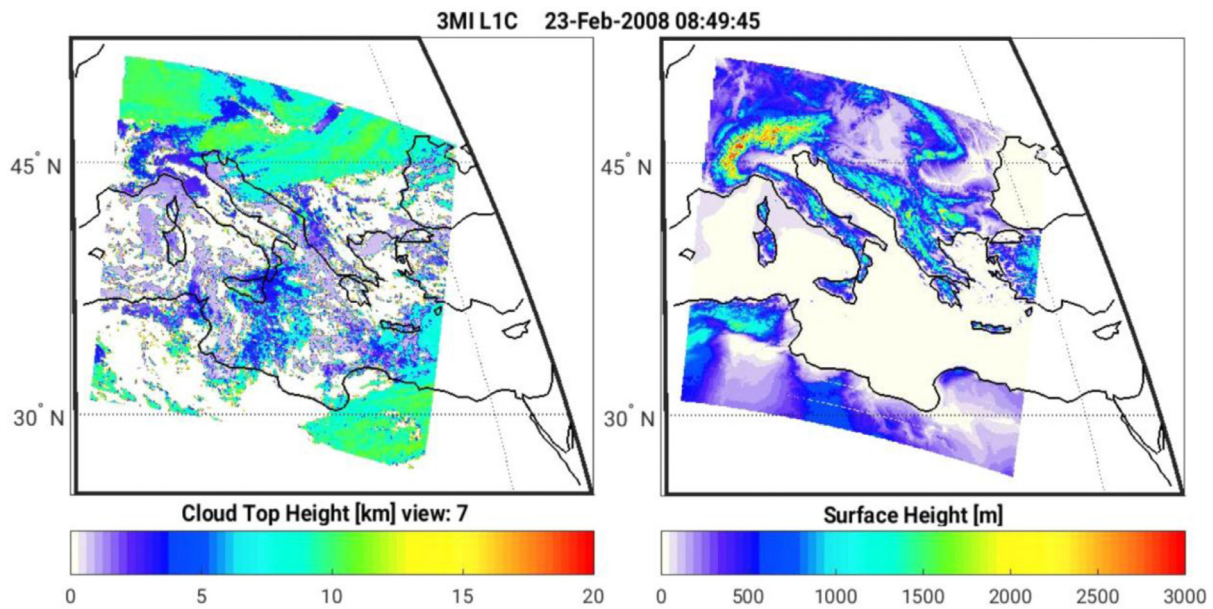 3MI L1C 23-Feb-2008 08:49:45
45° N
30° N
45° N
30° N
Cloud Top Height [km] view: 7
0 5 10 15 20
Surface Height [m]
0 500 1000 1500 2000 2500 3000